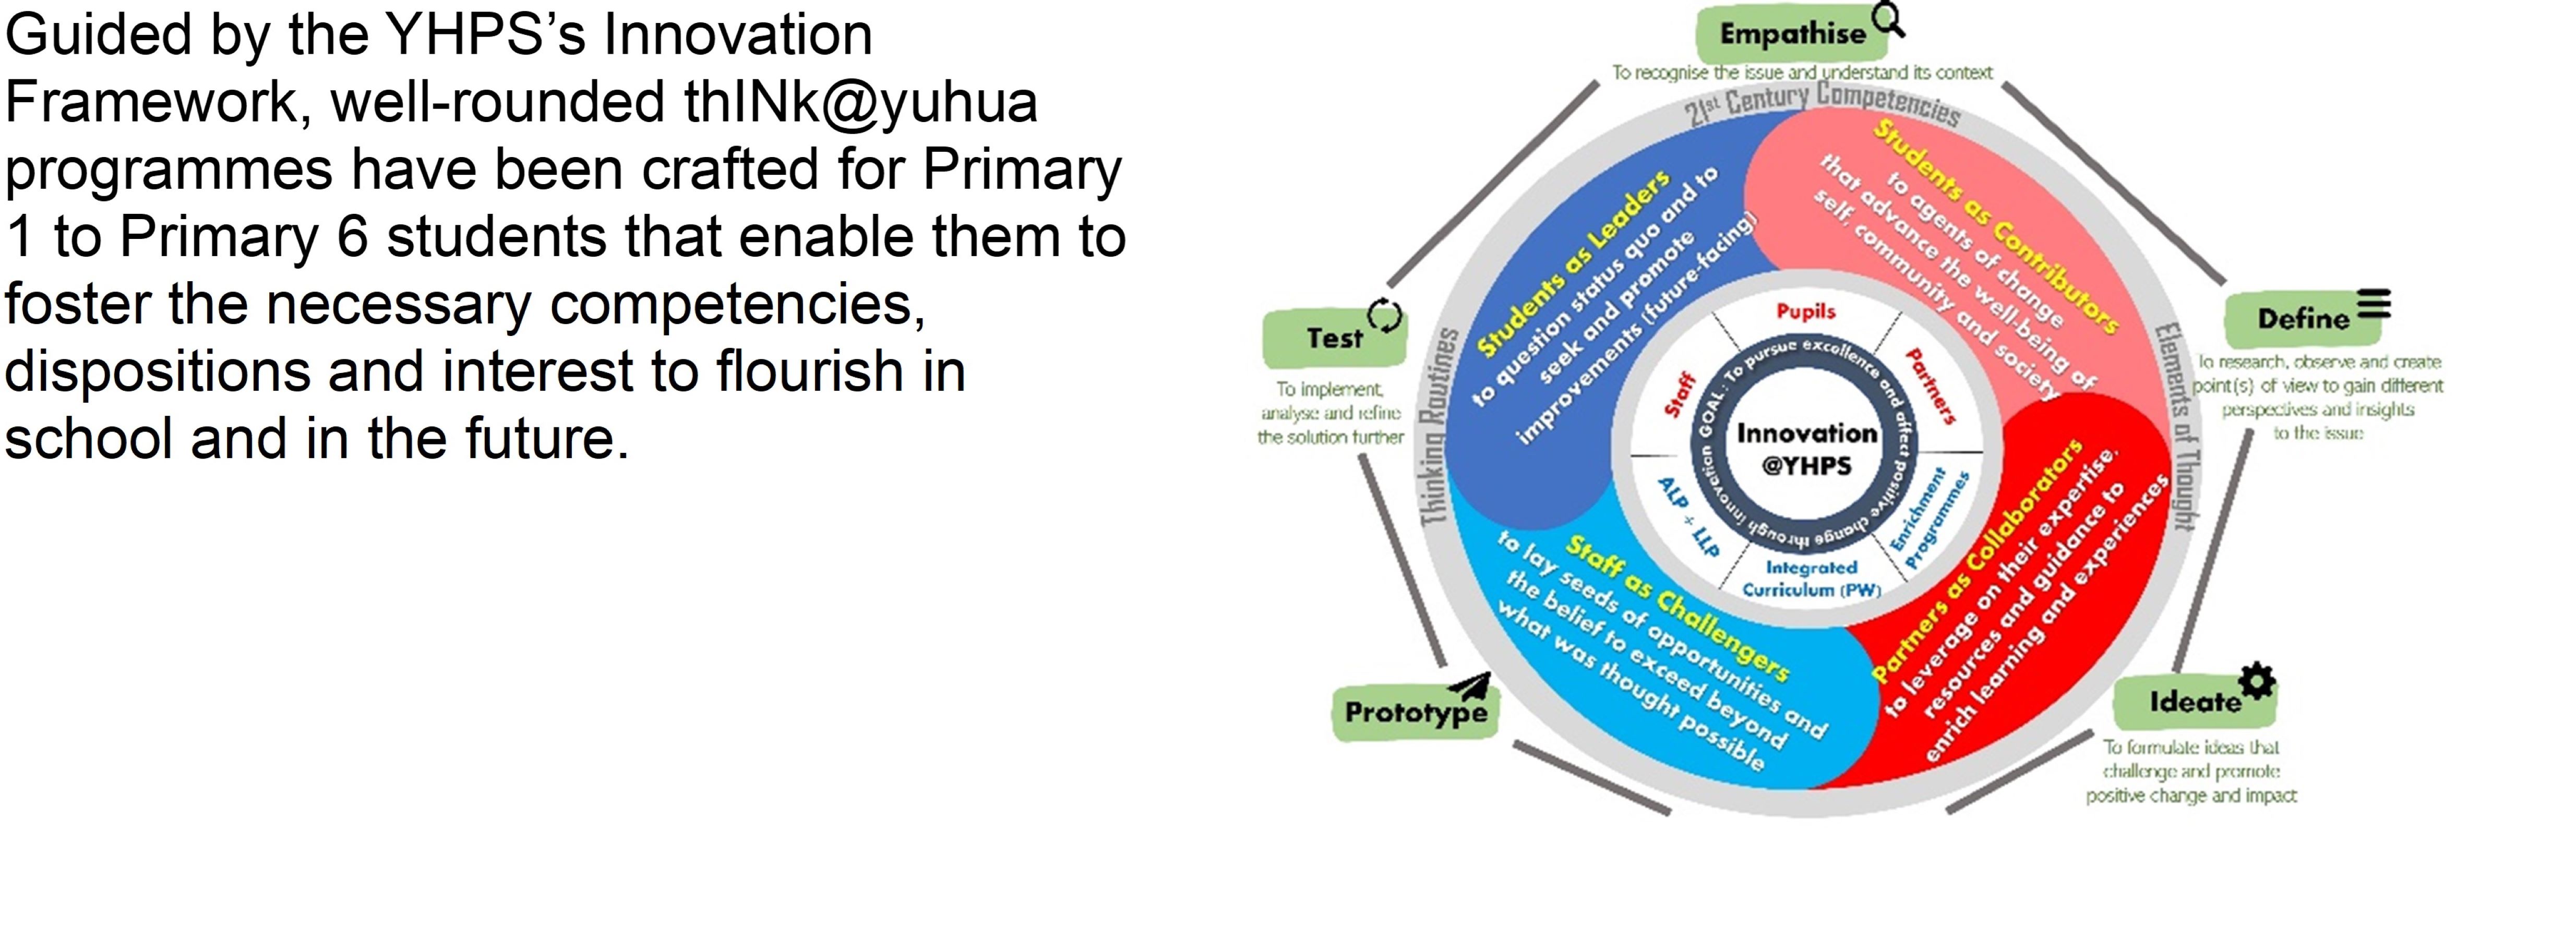 Guided by the YHPS’s Innovation
Framework, well-rounded thINk@yuhua
programmes have been crafted for Primary
1 to Primary 6 students that enable them to
foster the necessary competencies,
dispositions and interest to flourish in
school and in the future.
Empathise
To recognise the issue and understand its context
21st Century Competencies
Elements of Thought
Thinking Routines
Students as Leaders
to question status quo and to
seek and promote
improvements (future-facing)
Students as Contributors
to agents of change
that advance the well-being of
self, community and society
Define
To research, observe and create
point(s) of view to gain different
perspectives and insights
to the issue
Test
To implement,
analyse and refine
the solution further
Pupils
Partners
Enrichment
Programmes
Integrated
Curriculum (PW)
ALP + LLP
Staff
INNOVATION GOAL: To pursue excellence and affect positive change through innovation
Innovation
@YHPS
Partners as Collaborators
to leverage on their expertise,
resources and guidance to
enrich learning and experiences
Staff as Challengers
to lay seeds of opportunities and
the belief to exceed beyond
what was thought possible
Prototype
Ideate
To formulate ideas that
challenge and promote
positive change and impact